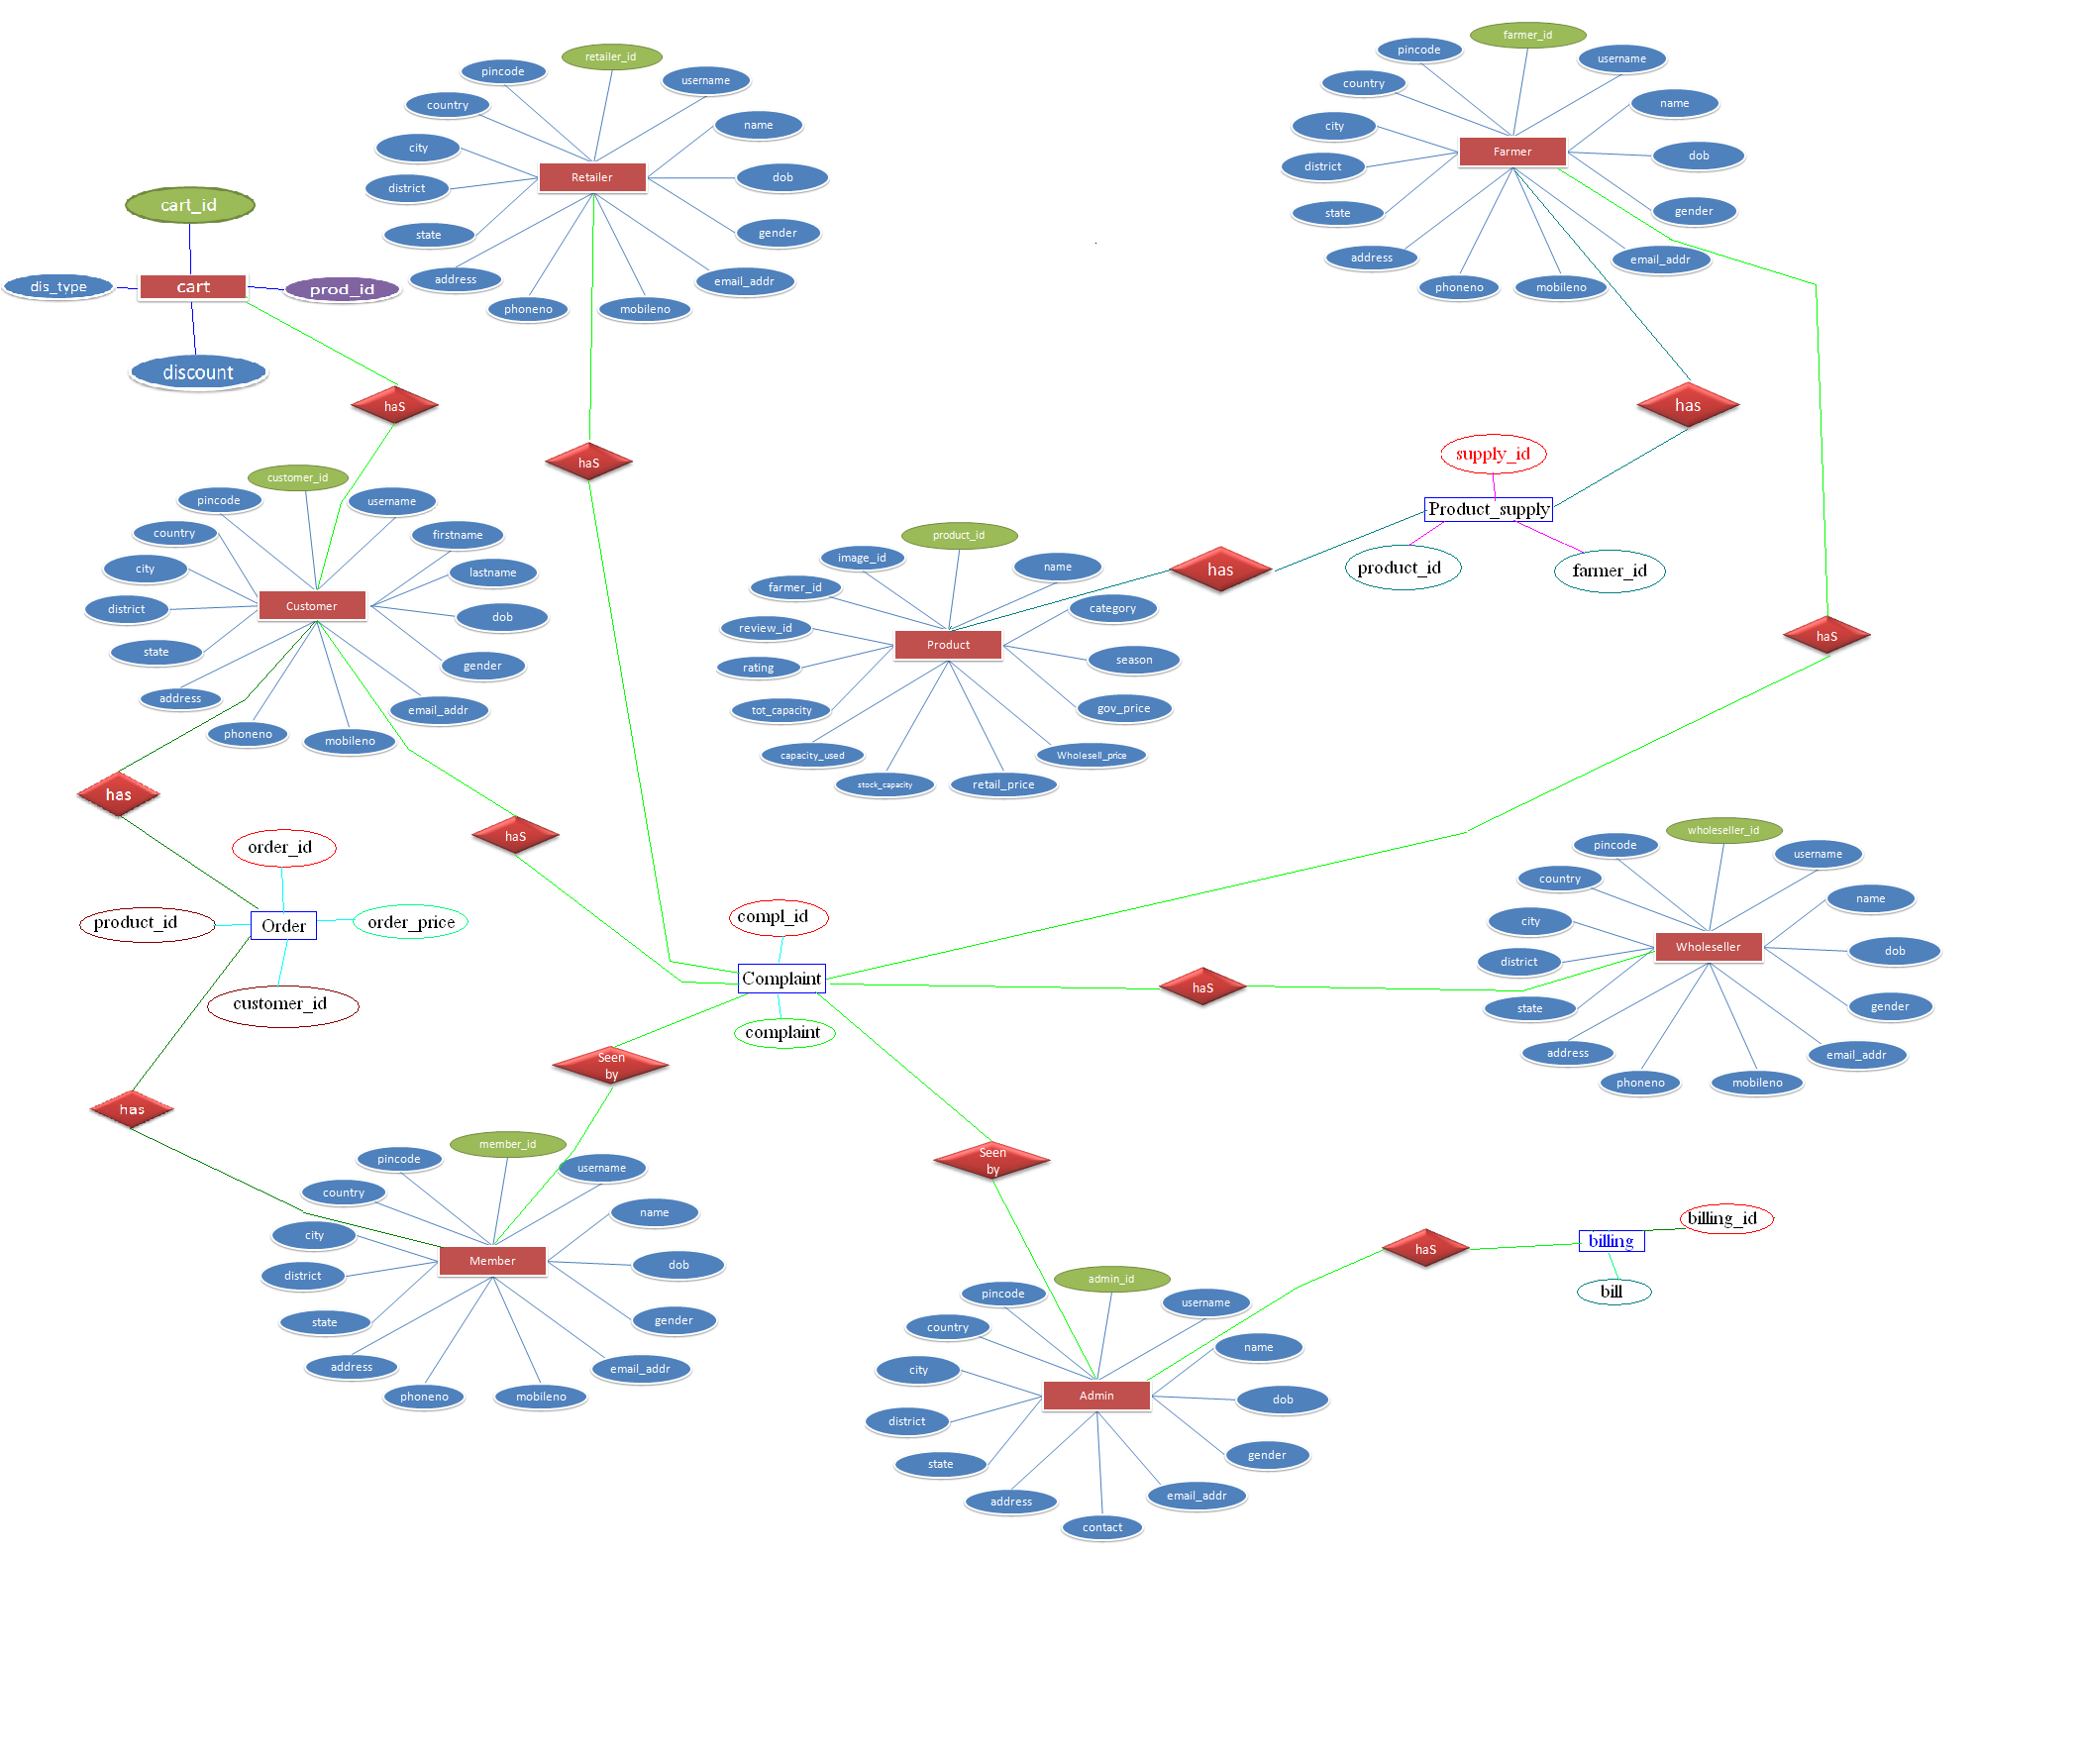 retailer_id
pincode
username
country
name
city
dob
district
Retailer
state
gender
address
email_addr
phoneno
mobileno
farmer_id
pincode
username
country
name
city
dob
district
Farmer
state
gender
address
email_addr
phoneno
mobileno
cart_id
dis_type
cart
prod_id
discount
haS
haS
has
supply_id
Product_supply
product_id
farmer_id
has
haS
customer_id
pincode
username
country
firstname
city
lastname
district
Customer
dob
state
gender
address
email_addr
phoneno
mobileno
product_id
image_id
name
farmer_id
category
review_id
Product
rating
season
tot_capacity
gov_price
capacity_used
Wholesell_price
stock_capacity
retail_price
has
haS
order_id
product_id
Order
order_price
customer_id
compl_id
Complaint
complaint
haS
wholeseller_id
pincode
username
country
name
city
Wholeseller
dob
district
state
gender
address
email_addr
phoneno
mobileno
Seen
by
has
Seen
by
member_id
pincode
username
country
name
city
Member
dob
district
state
gender
address
email_addr
phoneno
mobileno
haS
billing_id
billing
bill
admin_id
pincode
username
country
name
city
Admin
dob
district
state
gender
address
email_addr
contact